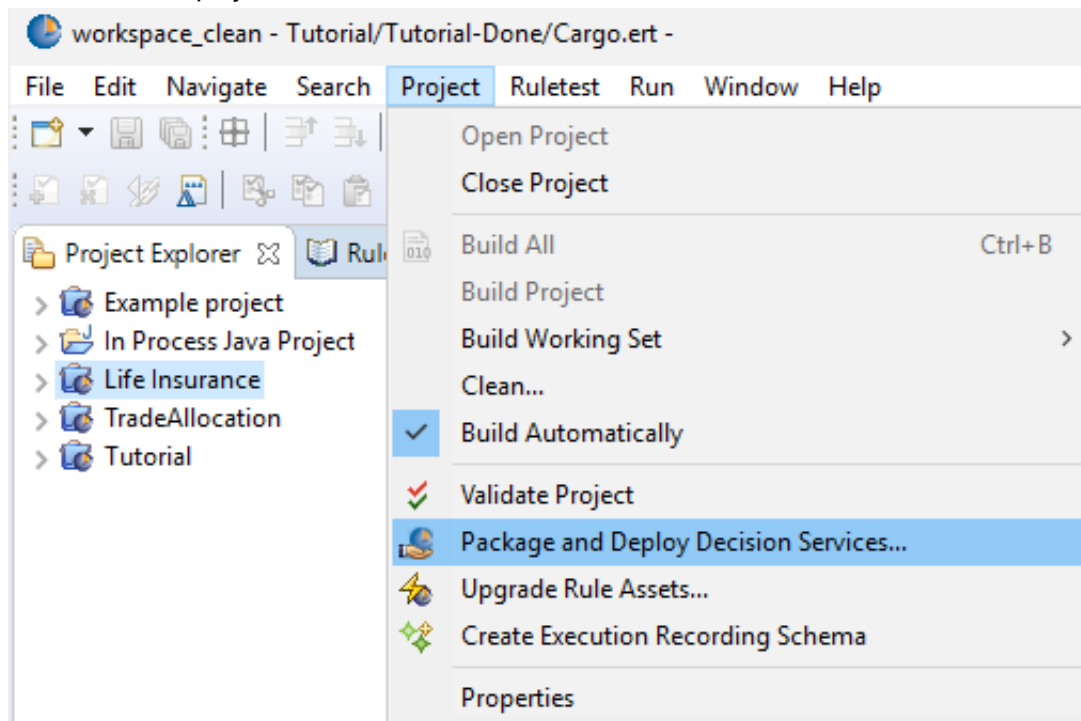 workspace_clean - Tutorial/Tutorial-Done/Cargo.ert -
File Edit Navigate Search Project Ruletest Run Window Help
Open Project
Close Project
Project Explorer
Build All Ctrl+B
Example project
Build Project
In Process Java Project
Build Working Set
Life Insurance
Clean...
TradeAllocation
Build Automatically
Tutorial
Validate Project
Package and Deploy Decision Services...
Upgrade Rule Assets...
Create Execution Recording Schema
Properties